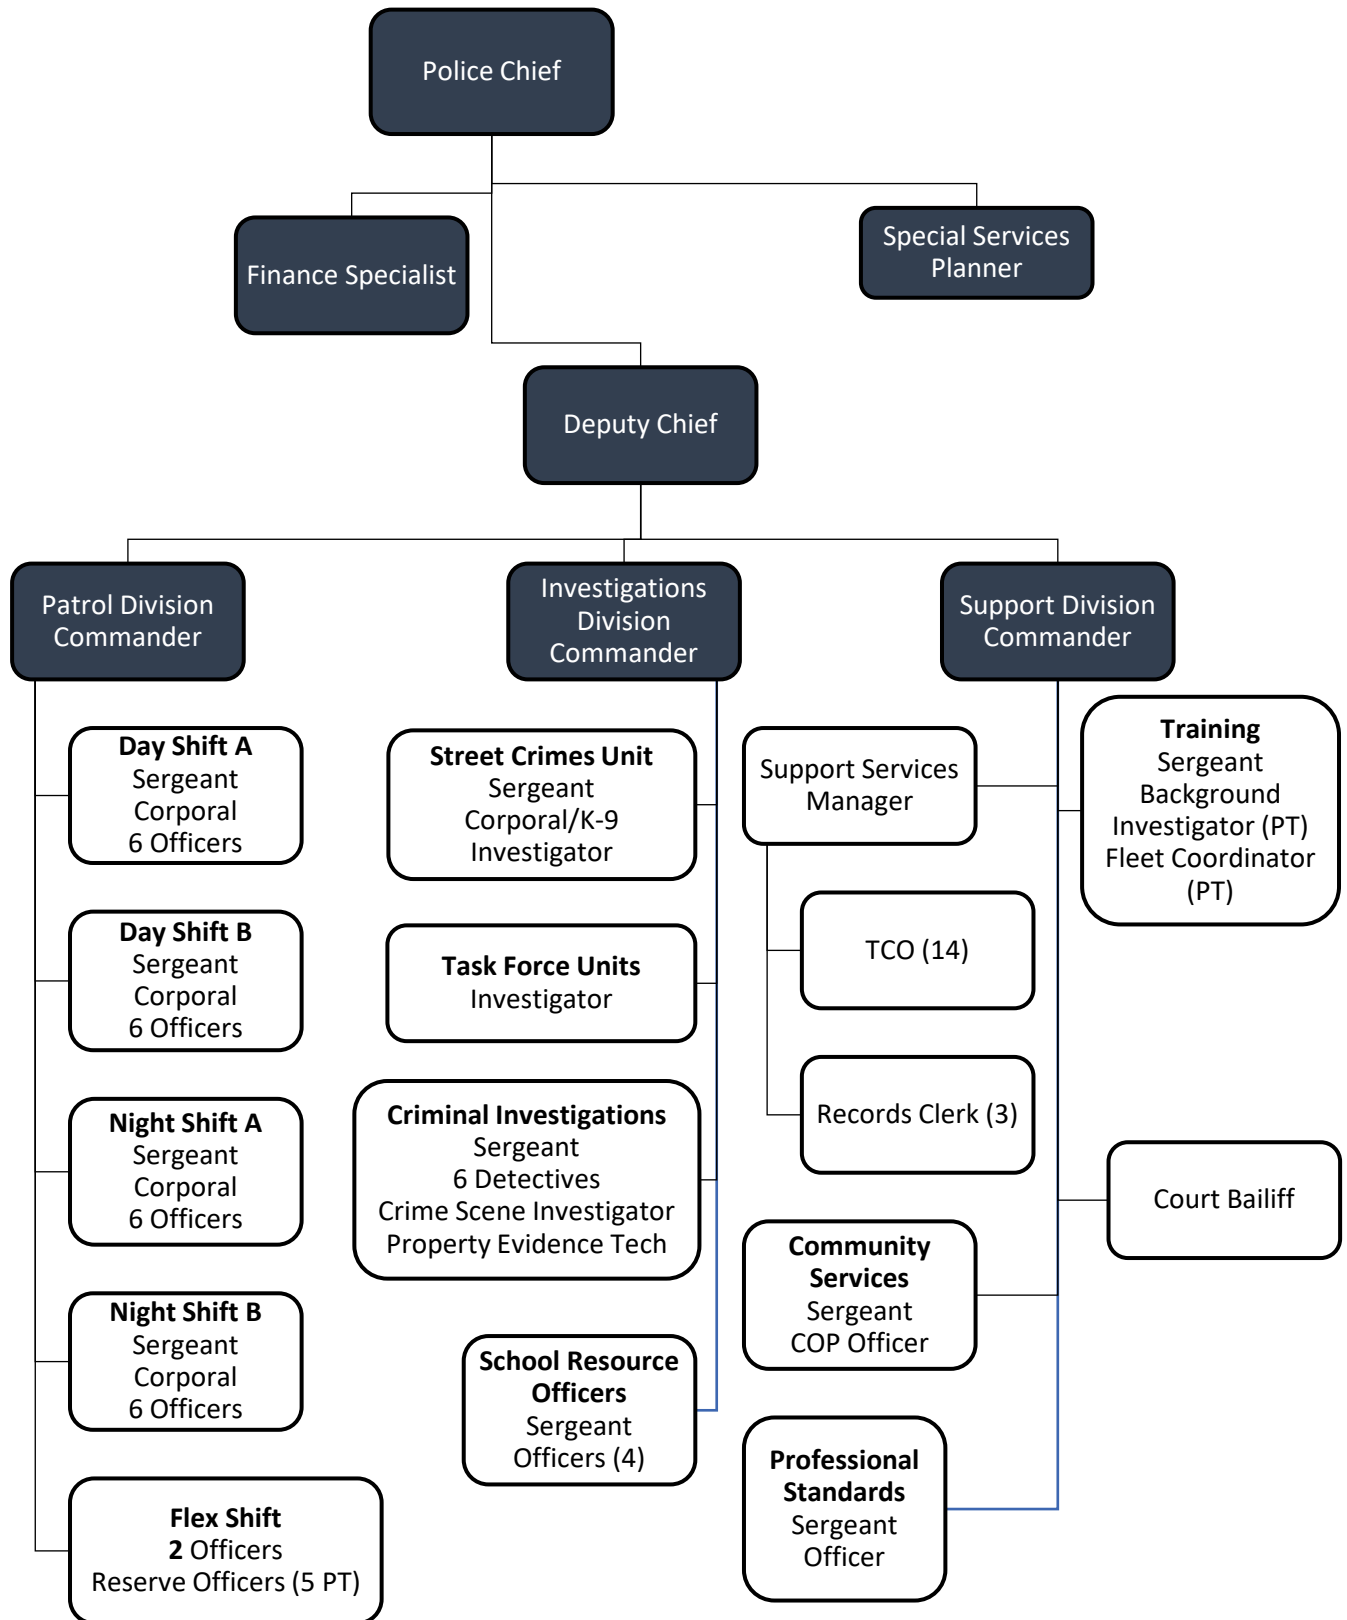 Police Chief
Finance Specialist
Special Services
Planner
Deputy Chief
Patrol Division
Commander
Investigations
Division
Commander
Support Division
Commander
Day Shift A
Sergeant
Corporal
6 Officers
Day Shift B
Sergeant
Corporal
6 Officers
Night Shift A
Sergeant
Corporal
6 Officers
Night Shift B
Sergeant
Corporal
6 Officers
Flex Shift
2 Officers
Reserve Officers (5 PT)
Street Crimes Unit
Sergeant
Corporal/K-9
Investigator
Task Force Units
Investigator
Criminal Investigations
Sergeant
6 Detectives
Crime Scene Investigator
Property Evidence Tech
School Resource
Officers
Sergeant
Officers (4)
Support Services
Manager
TCO (14)
Records Clerk (3)
Community
Services
Sergeant
COP Officer
Professional
Standards
Sergeant
Officer
Training
Sergeant
Background
Investigator (PT)
Fleet Coordinator
(PT)
Court Bailiff